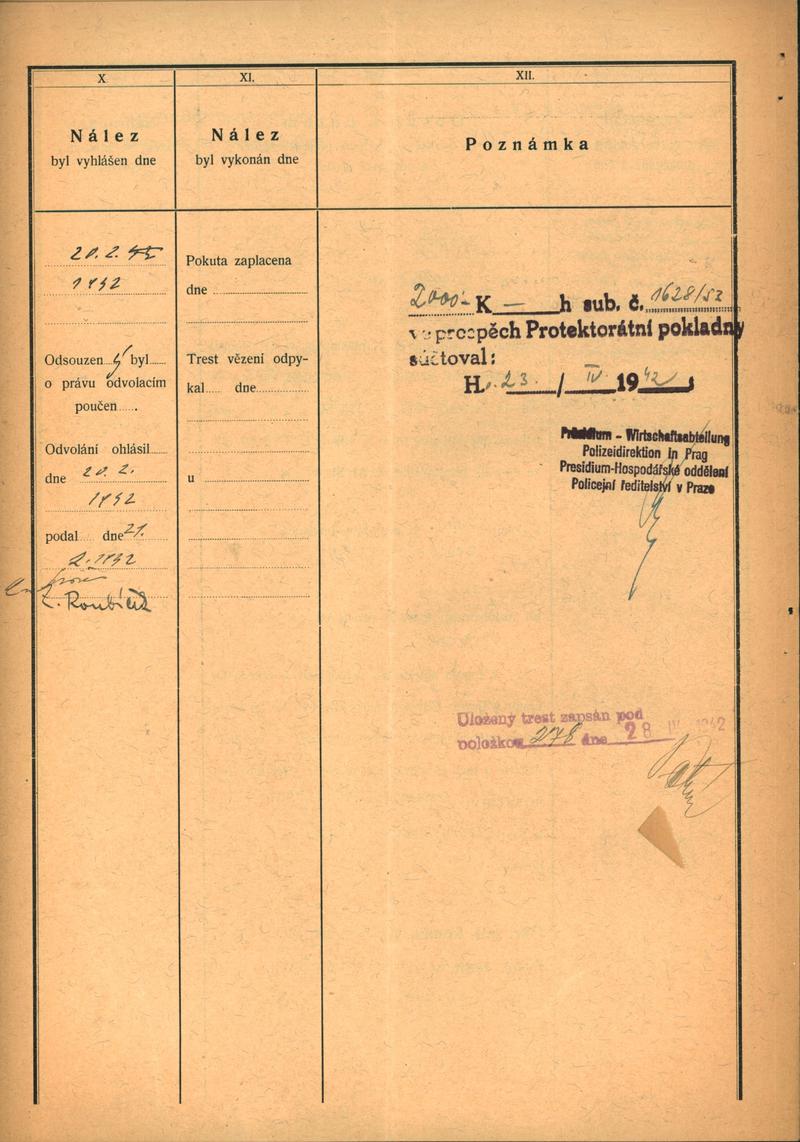 X.
Nález
byl vyhlášen dne
20. 2.
1942
Odsouzen byl
o právu odvolacím
poučen
Odvolání ohlásil
dne 20. 2.
1942
podal dne 21.
2. 1942
Z. Roubíček
XI.
Nález
byl vykonán dne
Pokuta zaplacena
dne
Trest vězení odpy-
kal dne
u
XII.
Poznámka
2000·- K — h sub. č. 1628/52
ve prospěch Protektorátní pokladny
súčtoval:
H. 23. / IV. 1942
Präsidium - Wirtschaftsabteilung
Polizeidirektion in Prag
Presidium-Hospodářské oddělení
Policejní ředitelství v Praze
Uložený trest zapsán pod
položkou 278 dne 28 1942